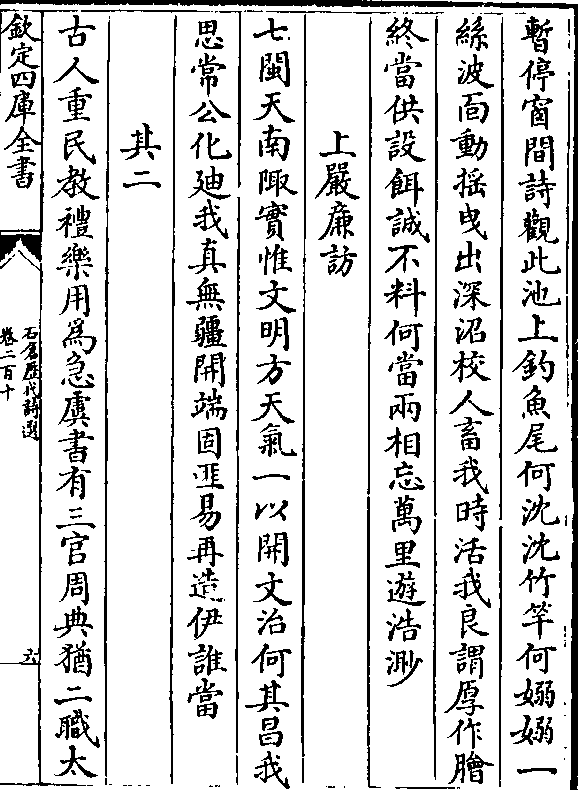 暫停窗間詩觀此池上釣魚尾何沈沈竹竿何嫋嫋一
絲波面動搖曳出深沼校人畜我時活我良謂厚作膾
終當供設餌誠不料何當兩相忘萬里遊浩渺
上嚴廉訪
七閩天南陬實惟文明方天氣一以開文治何其昌我
思常公化廸我真無疆開端固匪易再造伊誰當
其二
古人重民教禮樂用爲急虞書有三官周典猶二職太
欽定四庫全書
石倉歷代詩選
卷二百十
六